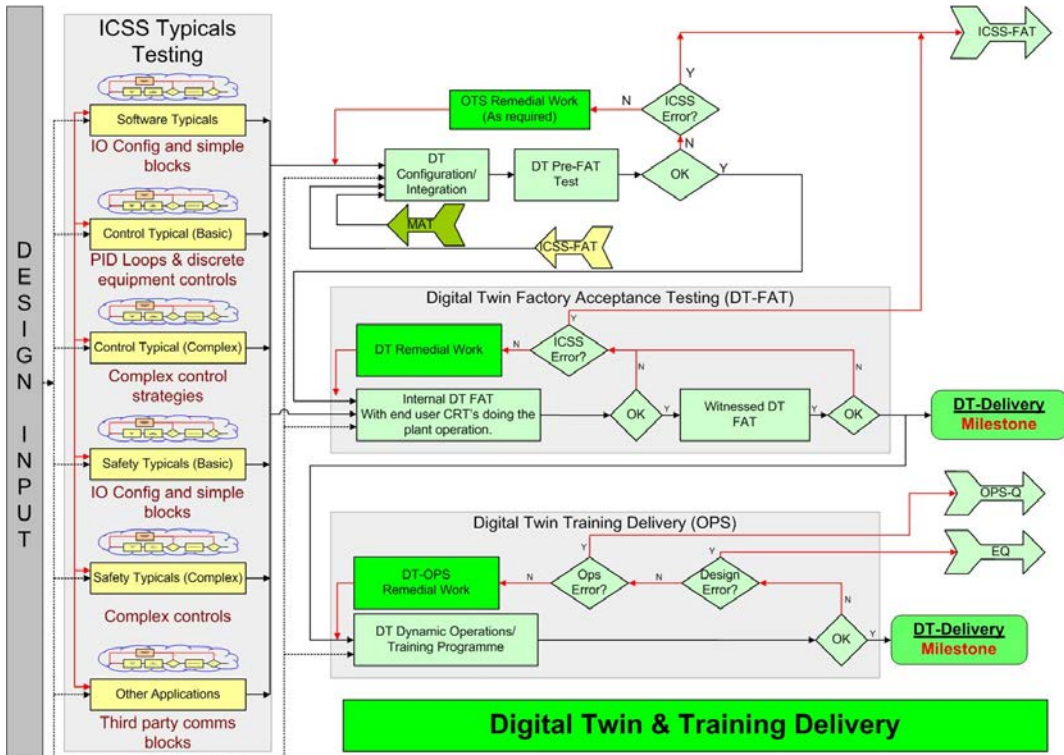 DESIGN INPUT
ICSS Typicals
Testing
Software Typicals
IO Config and simple
blocks
Control Typical (Basic)
PID Loops & discrete
equipment controls
Control Typical (Complex)
Complex control
strategies
Safety Typicals (Basic)
IO Config and simple
blocks
Safety Typicals (Complex)
Complex controls
Other Applications
Third party comms
blocks
ICSS-FAT
Y
OTS Remedial Work
(As required)
N
ICSS
Error?
N
DT
Configuration/
Integration
DT Pre-FAT
Test
OK
Y
MAT
ICSS-FAT
Digital Twin Factory Acceptance Testing (DT-FAT)
Y
DT Remedial Work
N
ICSS
Error?
N
N
Internal DT FAT
With end user CRT's doing the
plant operation.
OK
Y
Witnessed DT
FAT
Y
OK
DT-Delivery
Milestone
OPS-Q
Digital Twin Training Delivery (OPS)
Y
Y
EQ
DT-OPS
Remedial Work
N
Ops
Error?
N
Design
Error?
N
DT Dynamic Operations/
Training Programme
OK
Y
DT-Delivery
Milestone
Digital Twin & Training Delivery